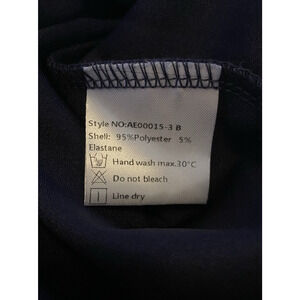 Style NO:AE00015-3 B
Shell: 95%Polyester 5%
Elastane
Hand wash max.30°C
Do not bleach
Line dry